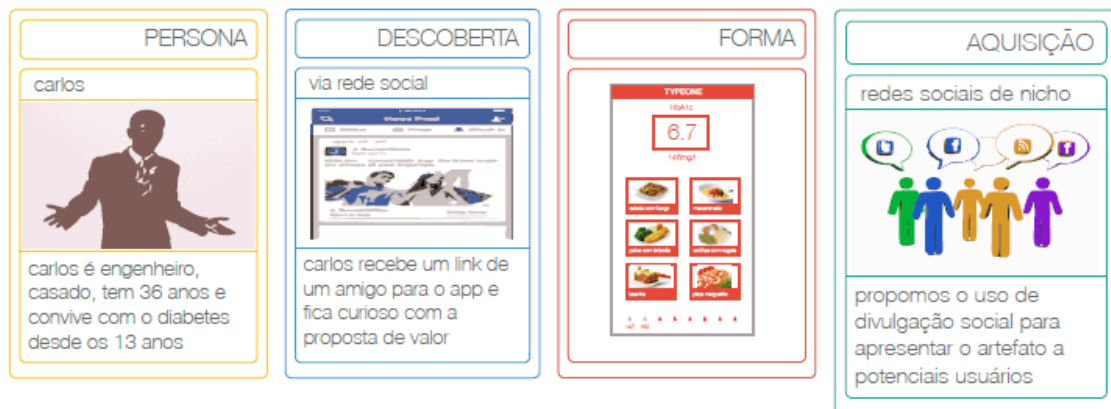 PERSONA
carlos
carlos é engenheiro,
casado, tem 36 anos e
convive com o diabetes
desde os 13 anos
DESCOBERTA
via rede social
carlos recebe um link de
um amigo para o app e
fica curioso com a
proposta de valor
FORMA
TYPEONE
HbA1c
6.7
146mg/l
AQUISIÇÃO
redes sociais de nicho
propomos o uso de
divulgação social para
apresentar o artefato a
potenciais usuários